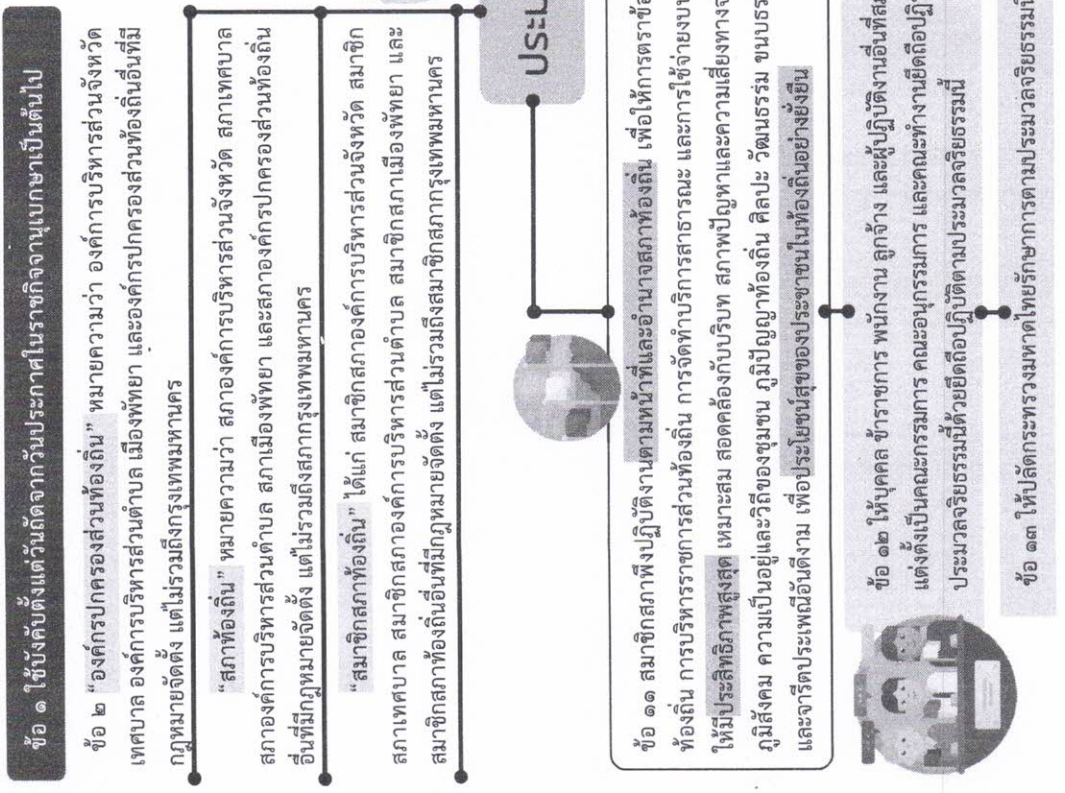 ข้อ ๑ ใช้บังคับตั้งแต่วันถัดจากวันประกาศในราชกิจจานุเบกษาเป็นต้นไป
ข้อ ๒ “องค์กรปกครองส่วนท้องถิ่น” หมายความว่า องค์การบริหารส่วนจังหวัด
เทศบาล องค์การบริหารส่วนตำบล เมืองพัทยา และองค์กรปกครองส่วนท้องถิ่นอื่นที่มี
กฎหมายจัดตั้ง แต่ไม่รวมถึงกรุงเทพมหานคร
“สภาท้องถิ่น” หมายความว่า สภาองค์การบริหารส่วนจังหวัด สภาเทศบาล
สภาองค์การบริหารส่วนตำบล สภาเมืองพัทยา และสภาองค์กรปกครองส่วนท้องถิ่น
อื่นที่มีกฎหมายจัดตั้ง แต่ไม่รวมถึงสภากรุงเทพมหานคร
“สมาชิกสภาท้องถิ่น” ได้แก่ สมาชิกสภาองค์การบริหารส่วนจังหวัด สมาชิก
สภาเทศบาล สมาชิกสภาองค์การบริหารส่วนตำบล สมาชิกสภาเมืองพัทยา และ
สมาชิกสภาท้องถิ่นอื่นที่มีกฎหมายจัดตั้ง แต่ไม่รวมถึงสมาชิกสภากรุงเทพมหานคร
ข้อ ๑๑ สมาชิกสภาพึงปฏิบัติงานตามหน้าที่และอำนาจสภาท้องถิ่น เพื่อให้การตราข้อ
ท้องถิ่น การบริหารราชการส่วนท้องถิ่น การจัดทำบริการสาธารณะ และการใช้จ่ายงบ
ให้มีประสิทธิภาพสูงสุด เหมาะสม สอดคล้องกับบริบท สภาพปัญหาและความเสี่ยงทาง
ภูมิสังคม ความเป็นอยู่และวิถีของชุมชน ภูมิปัญญาท้องถิ่น ศิลปะ วัฒนธรรม ขนบธร
และจารีตประเพณีอันดีงาม เพื่อประโยชน์สุขของประชาชนในท้องถิ่นอย่างยั่งยืน
ข้อ ๑๒ ให้บุคคล ข้าราชการ พนักงาน ลูกจ้าง และผู้ปฏิบัติงานอื่นที่
แต่งตั้งเป็นคณะกรรมการ คณะอนุกรรมการ และคณะทำงานยึดถือปฏิ
ประมวลจริยธรรมนี้ด้วยยึดถือปฏิบัติตามประมวลจริยธรรมนี้
ข้อ ๑๓ ให้ปลัดกระทรวงมหาดไทยรักษาการตามประมวลจริยธรรม